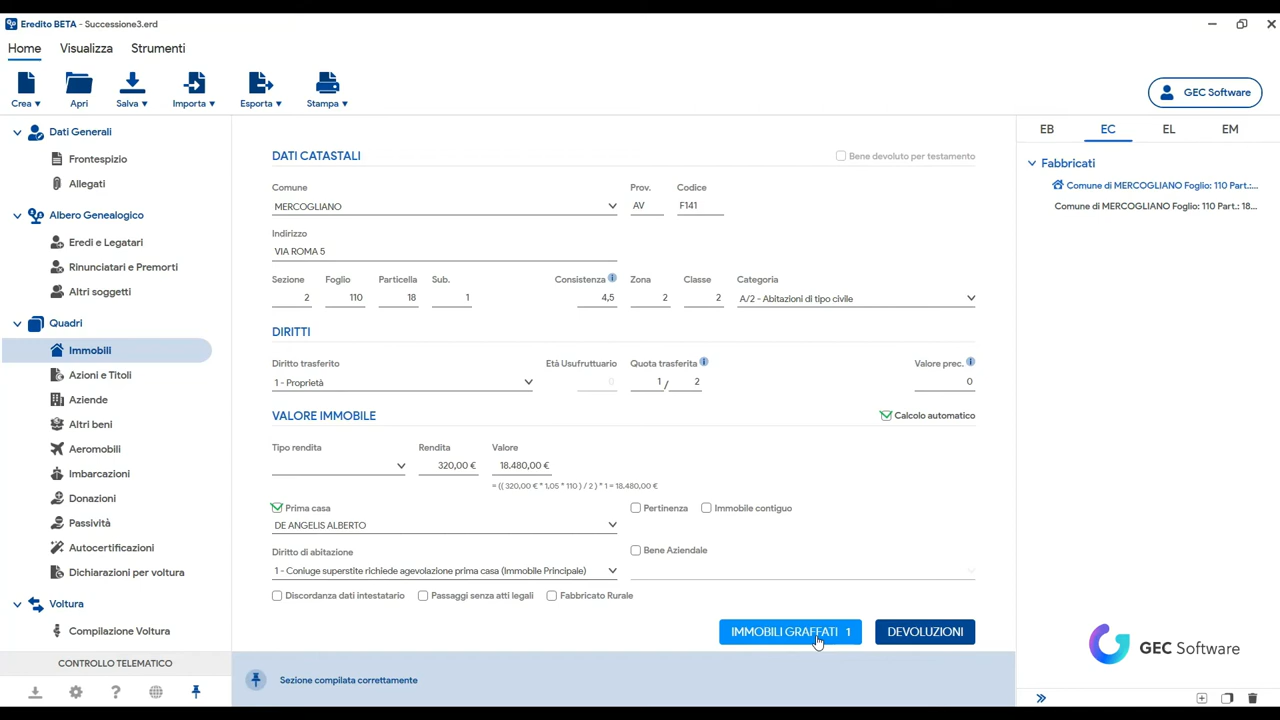 Eredito BETA - Successione3.erd
Home Visualizza Strumenti
Crea Apri Salva Importa Esporta Stampa
GEC Software
Dati Generali
Frontespizio
Allegati
Albero Genealogico
Eredi e Legatari
Rinunciatari e Premorti
Altri soggetti
Quadri
Immobili
Azioni e Titoli
Aziende
Altri beni
Aeromobili
Imbarcazioni
Donazioni
Passività
Autocertificazioni
Dichiarazioni per voltura
Voltura
Compilazione Voltura
CONTROLLO TELEMATICO
DATI CATASTALI Bene devoluto per testamento
Comune Prov. Codice
MERCOGLIANO AV F141
Indirizzo
VIA ROMA 5
Sezione Foglio Particella Sub. Consistenza Zona Classe Categoria
2 110 18 1 4,5 2 2 A/2 - Abitazioni di tipo civile
DIRITTI
Diritto trasferito Età Usufruttuario Quota trasferita Valore prec.
1 - Proprietà 0 1 / 2 0
VALORE IMMOBILE Calcolo automatico
Tipo rendita Rendita Valore
320,00 € 18.480,00 €
= (( 320,00 € * 1,05 * 110 ) / 2 ) * 1 = 18.480,00 €
Prima casa Pertinenza Immobile contiguo
DE ANGELIS ALBERTO
Diritto di abitazione Bene Aziendale
1 - Coniuge superstite richiede agevolazione prima casa (Immobile Principale)
Discordanza dati intestatario Passaggi senza atti legali Fabbricato Rurale
IMMOBILI GRAFFATI 1 DEVOLUZIONI
Sezione compilata correttamente
EB EC EL EM
Fabbricati
Comune di MERCOGLIANO Foglio: 110 Part.:...
Comune di MERCOGLIANO Foglio: 110 Part.: 18...
GEC Software